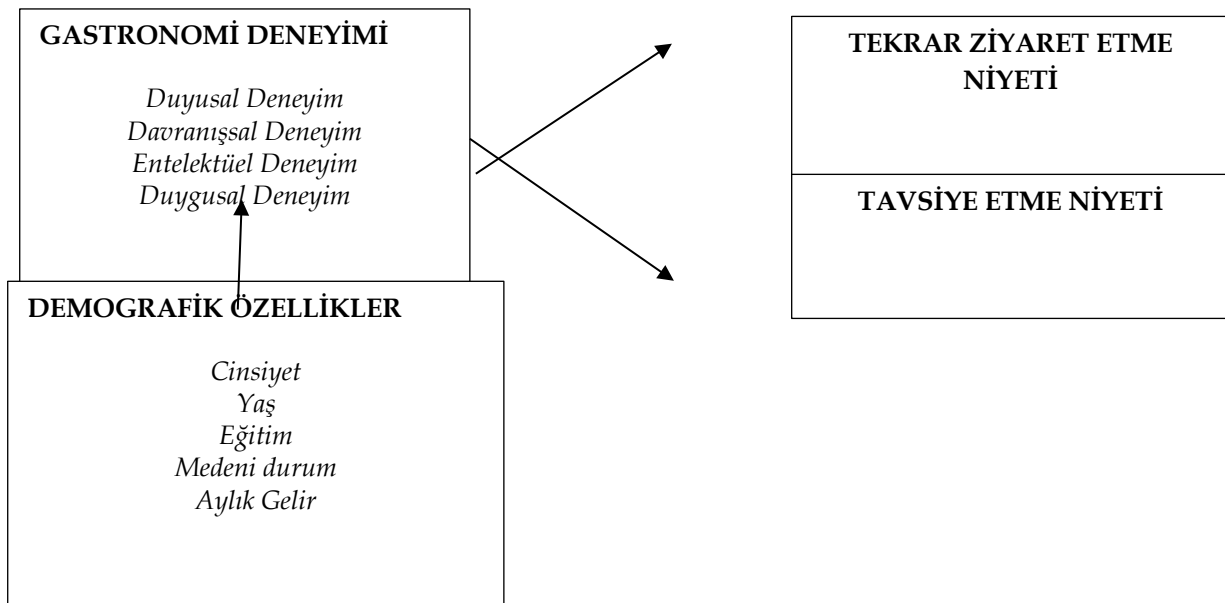 GASTRONOMİ DENEYİMİ
Duyusal Deneyim
Davranışsal Deneyim
Entelektüel Deneyim
Duygusal Deneyim
DEMOGRAFİK ÖZELLİKLER
Cinsiyet
Yaş
Eğitim
Medeni durum
Aylık Gelir
TEKRAR ZİYARET ETME
NİYETİ
TAVSİYE ETME NİYETİ